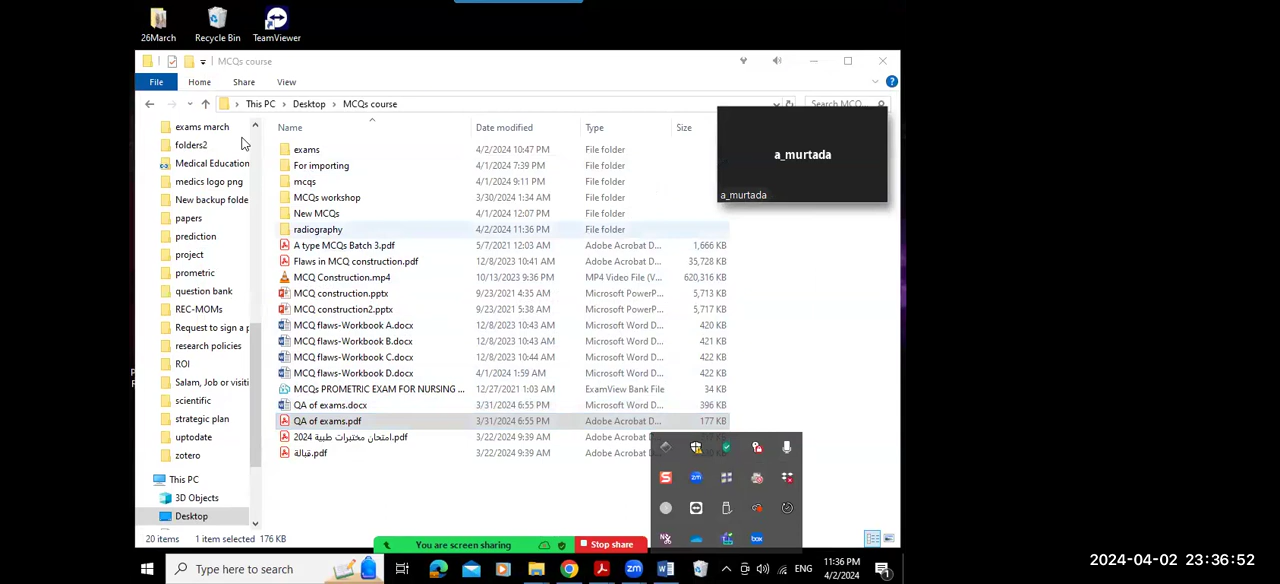 26March
Recycle Bin
TeamViewer
MCQs course
File Home Share View
This PC Desktop MCQs course
Search MCQ
Name Date modified Type Size
exams 4/2/2024 10:47 PM File folder
For importing 4/1/2024 7:39 PM File folder
mcqs 4/1/2024 9:11 PM File folder
MCQs workshop 3/30/2024 1:34 AM File folder
New MCQs 4/1/2024 12:07 PM File folder
radiography 4/2/2024 11:36 PM File folder
A type MCQs Batch 3.pdf 5/7/2021 12:03 AM Adobe Acrobat D... 1,666 KB
Flaws in MCQ construction.pdf 12/8/2023 10:41 AM Adobe Acrobat D... 35,728 KB
MCQ Construction.mp4 10/13/2023 9:36 PM MP4 Video File (V... 620,316 KB
MCQ construction.pptx 9/23/2021 4:35 AM Microsoft PowerP... 5,713 KB
MCQ construction2.pptx 9/23/2021 5:38 AM Microsoft PowerP... 5,717 KB
MCQ flaws-Workbook A.docx 12/8/2023 10:43 AM Microsoft Word D... 420 KB
MCQ flaws-Workbook B.docx 12/8/2023 10:43 AM Microsoft Word D... 421 KB
MCQ flaws-Workbook C.docx 12/8/2023 10:44 AM Microsoft Word D... 422 KB
MCQ flaws-Workbook D.docx 4/1/2024 1:59 AM Microsoft Word D... 422 KB
MCQs PROMETRIC EXAM FOR NURSING ... 12/27/2021 1:03 AM ExamView Bank File 34 KB
QA of exams.docx 3/31/2024 6:55 PM Microsoft Word D... 396 KB
QA of exams.pdf 3/31/2024 6:55 PM Adobe Acrobat D... 177 KB
امتحان مختبرات طبية 2024.pdf 3/22/2024 9:39 AM Adobe Acrobat D...
قبالة.pdf 3/22/2024 9:39 AM Adobe Acrobat D...
exams march
folders2
Medical Education
medics logo png
New backup folde
papers
prediction
project
prometric
question bank
REC-MOMs
Request to sign a p
research policies
ROI
Salam, Job or visiti
scientific
strategic plan
uptodate
zotero
This PC
3D Objects
Desktop
20 items 1 item selected 176 KB
a_murtada
a_murtada
zm
box
You are screen sharing Stop share
Type here to search
zm
ENG
11:36 PM
4/2/2024
1
2024-04-02 23:36:52